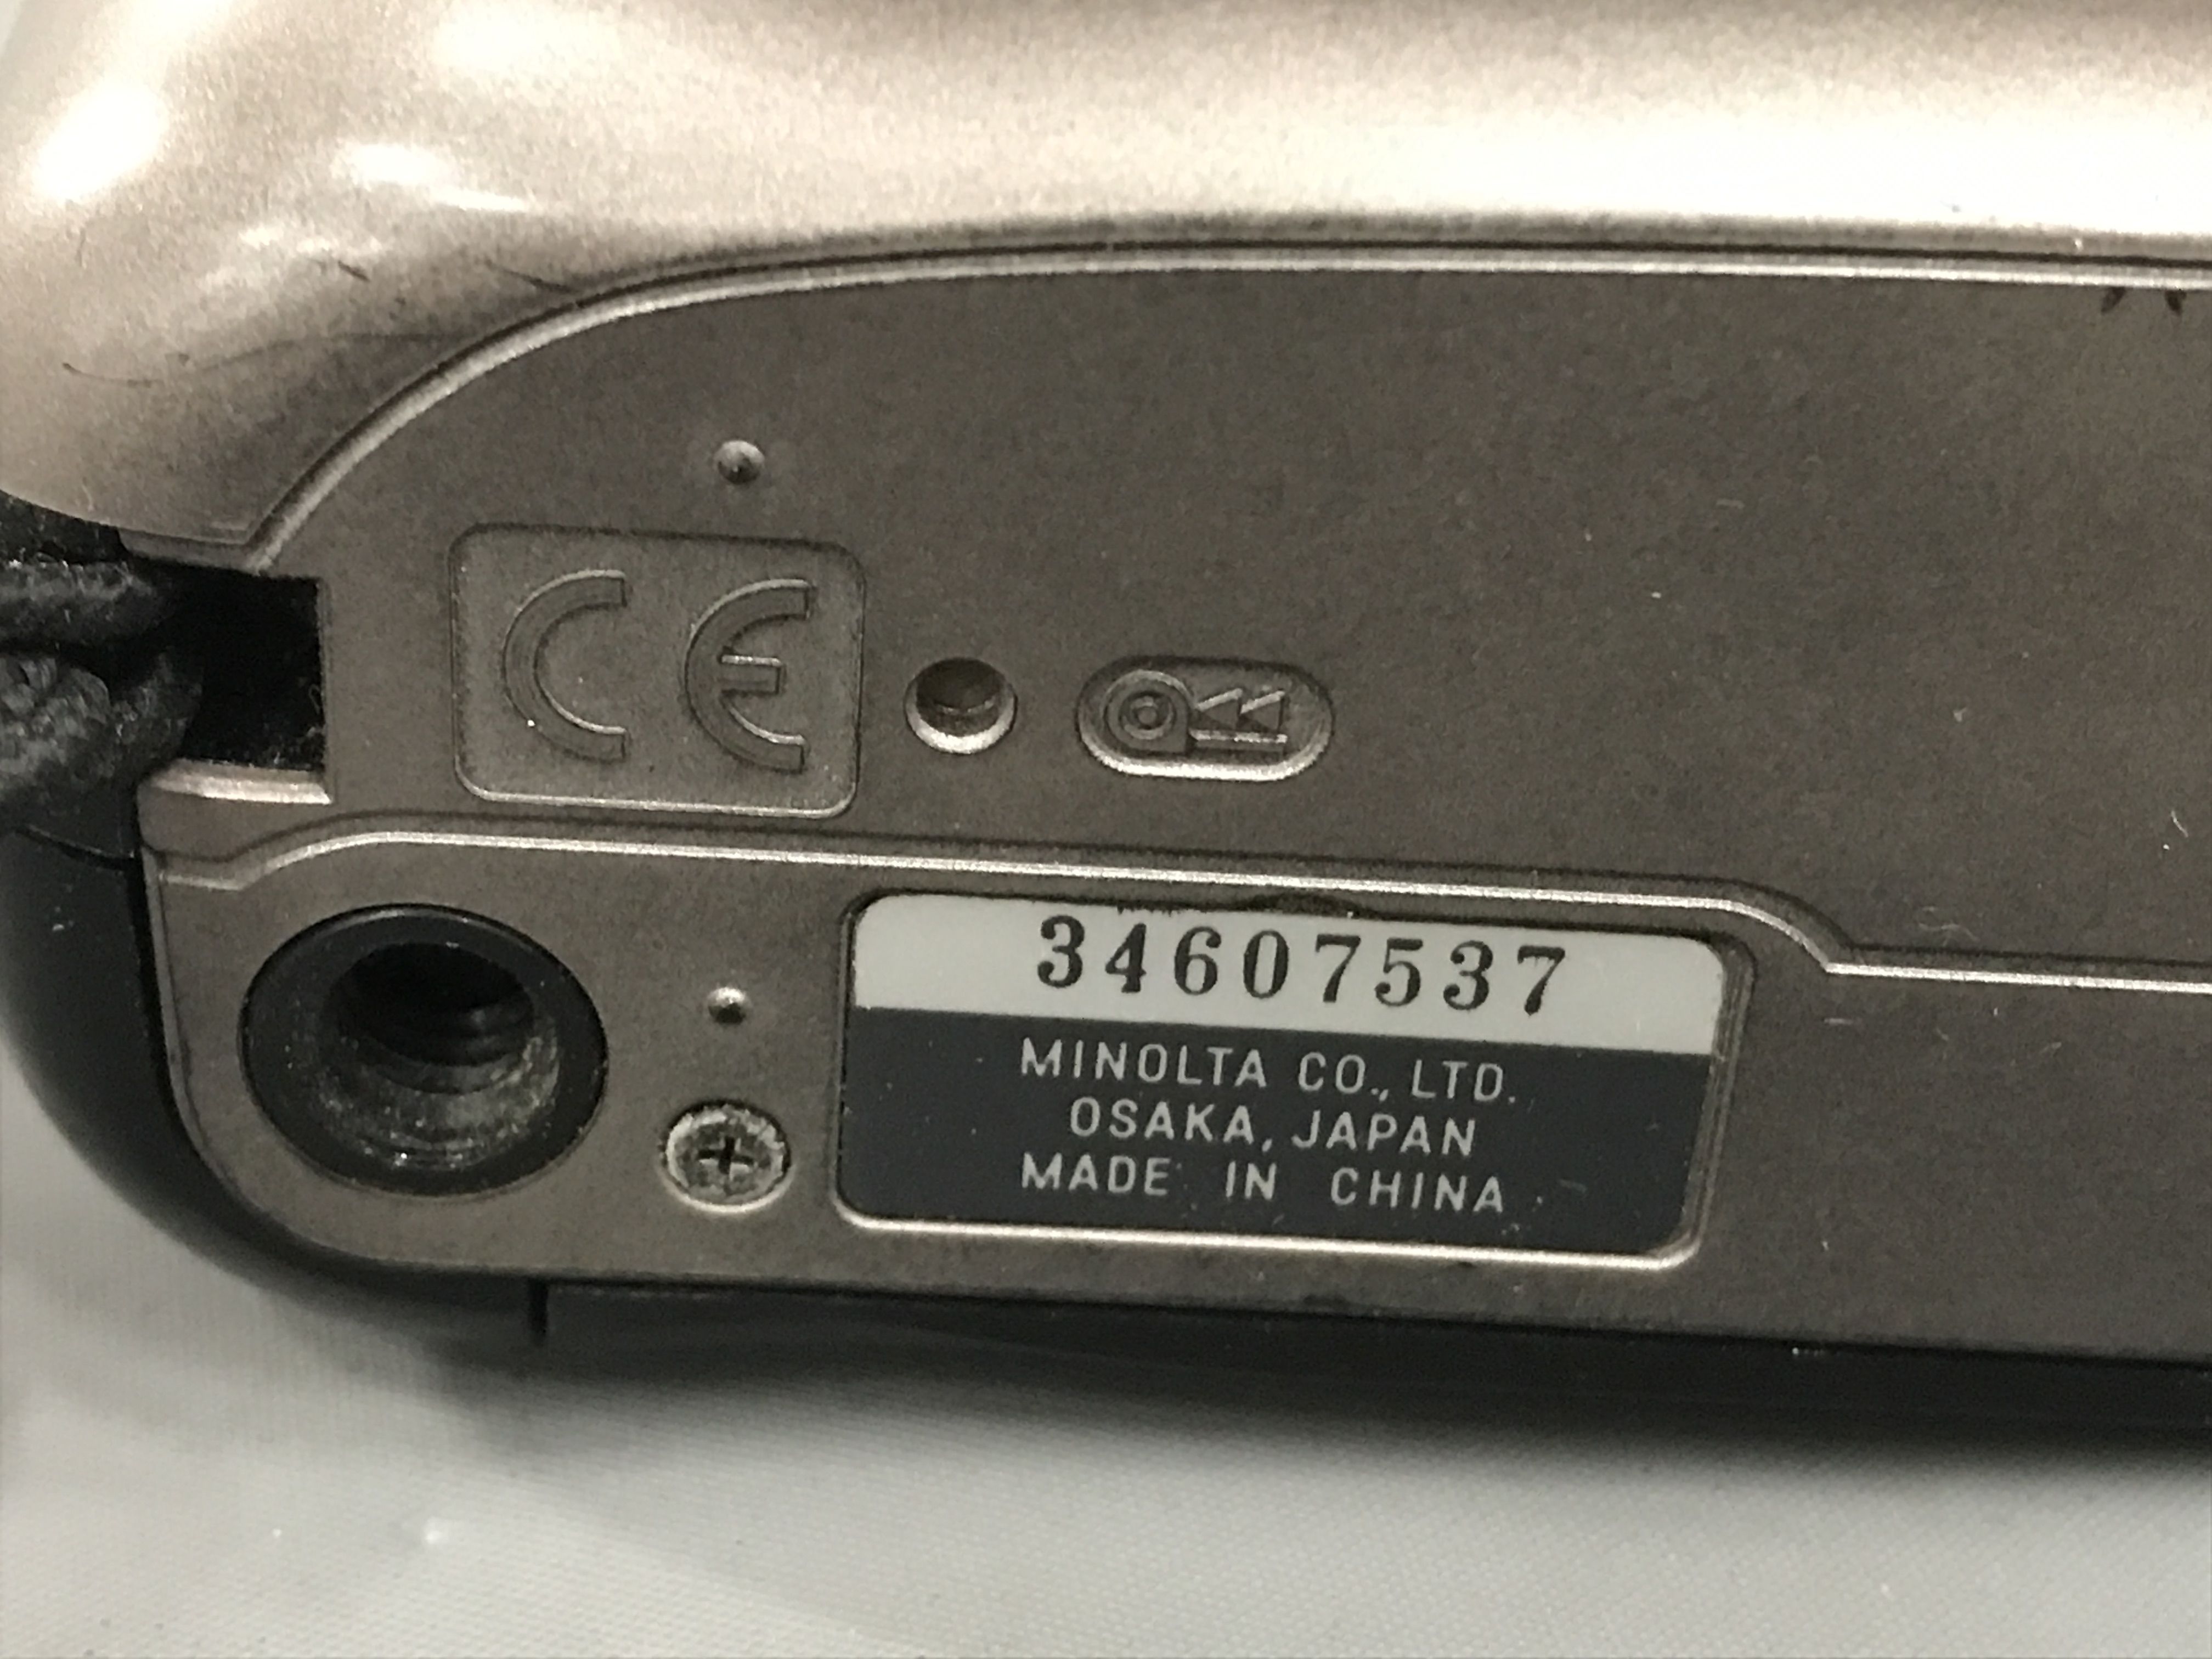 CE
34607537
MINOLTA CO., LTD.
OSAKA, JAPAN
MADE IN CHINA